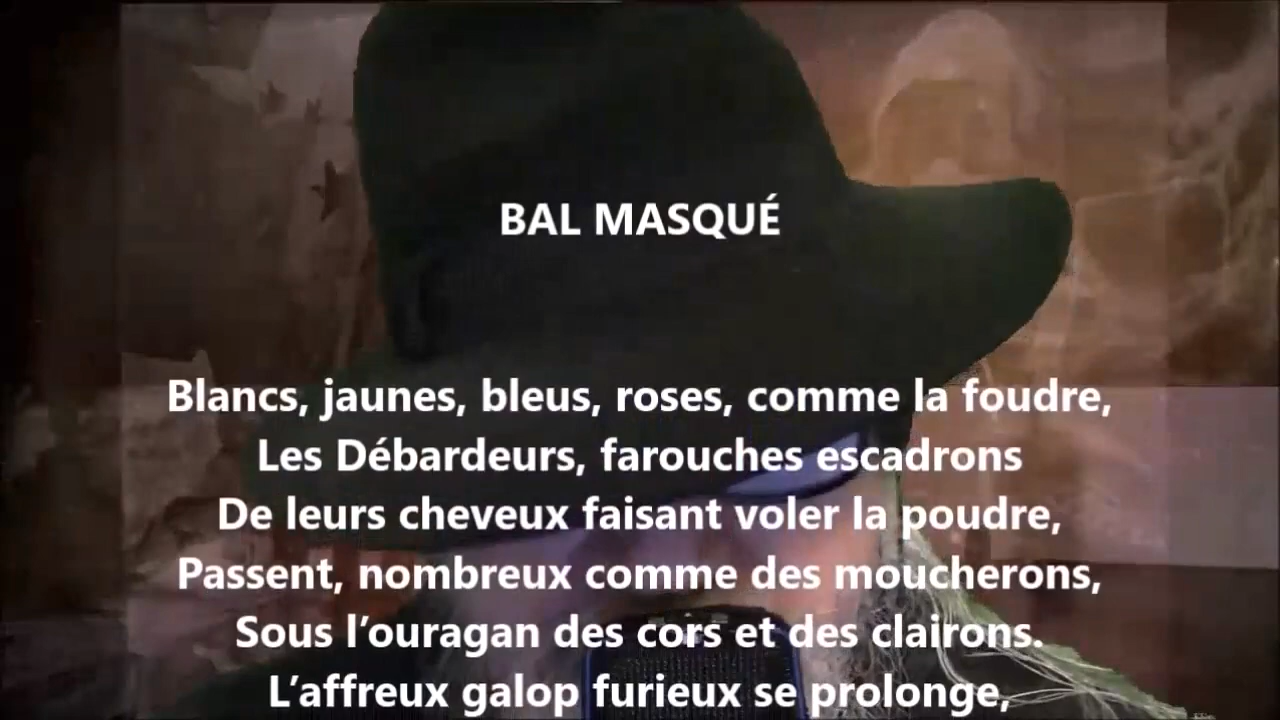 BAL MASQUÉ
Blancs, jaunes, bleus, roses, comme la foudre,
Les Débardeurs, farouches escadrons
De leurs cheveux faisant voler la poudre,
Passent, nombreux comme des moucherons,
Sous l’ouragan des cors et des clairons.
L’affreux galop furieux se prolonge,